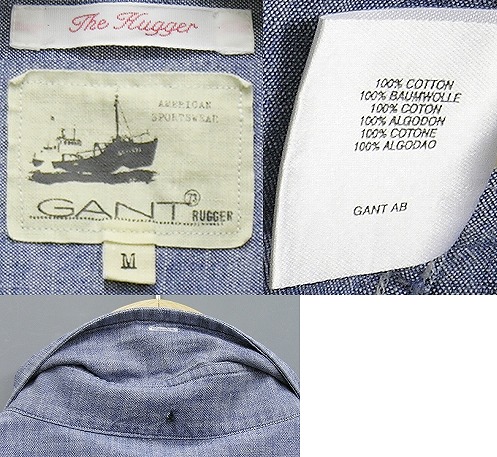 The Hugger
AMERICAN
SPORTSWEAR
GANT
RUGGER
M
100% COTTON
100% BAUMWOLLE
100% COTON
100% ALGODON
100% COTONE
100% ALGODAO
GANT AB